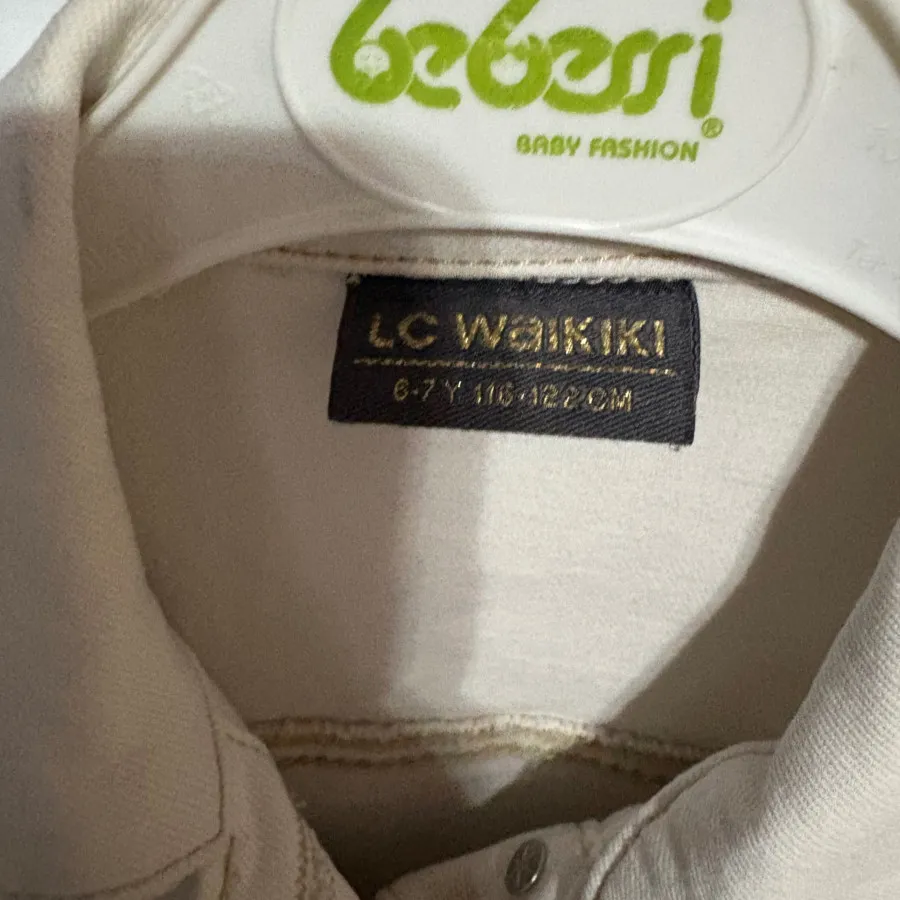 bebessi®
BABY FASHION
LC WAIKIKI
6-7 Y 116-122 CM